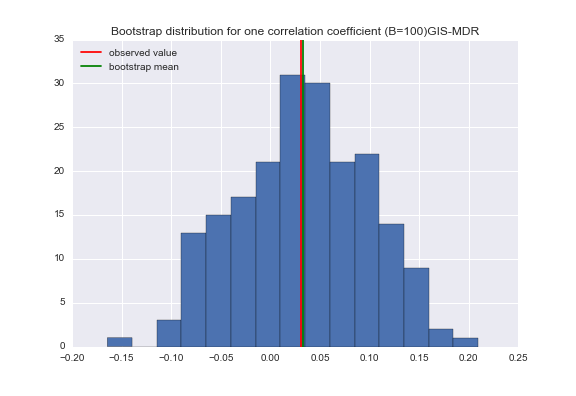 Bootstrap distribution for one correlation coefficient (B=100)GIS-MDR
observed value
bootstrap mean
35
30
25
20
15
10
5
0
−0.20 −0.15 −0.10 −0.05 0.00 0.05 0.10 0.15 0.20 0.25